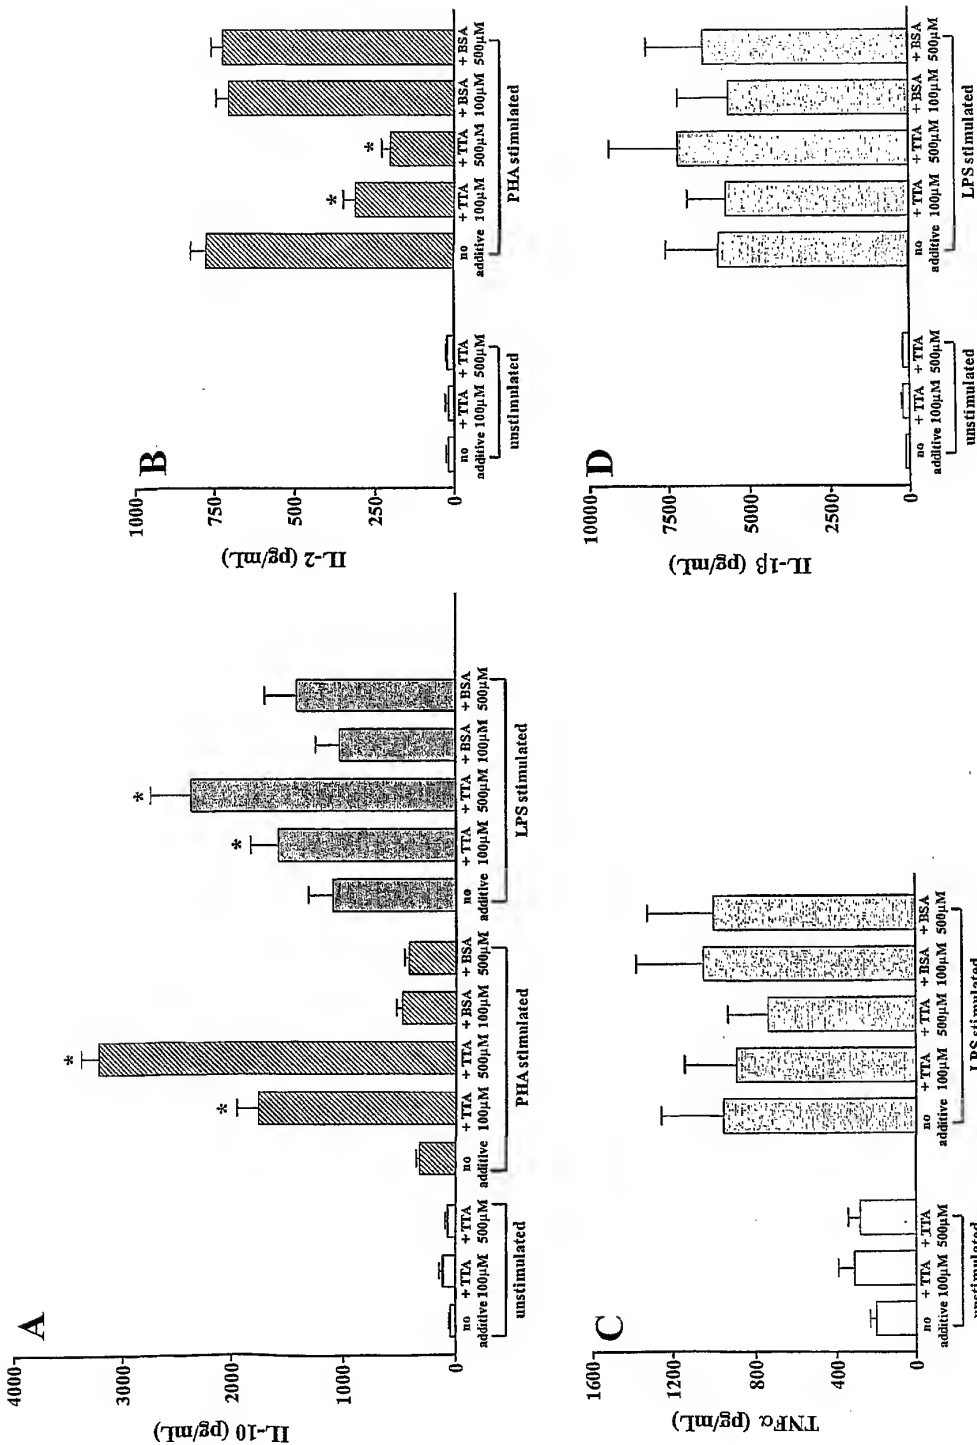 A
IL-10 (pg/mL)
4000
3000
2000
1000
0
no additive
+ TTA 100µM
+ TTA 500µM
unstimulated
no additive
* + TTA 100µM
* + TTA 500µM
+ BSA 100µM
+ BSA 500µM
PHA stimulated
no additive
* + TTA 100µM
* + TTA 500µM
+ BSA 100µM
+ BSA 500µM
LPS stimulated
B
IL-2 (pg/mL)
1000
750
500
250
0
no additive
+ TTA 100µM
+ TTA 500µM
unstimulated
no additive
* + TTA 100µM
* + TTA 500µM
+ BSA 100µM
+ BSA 500µM
PHA stimulated
C
TNFα (pg/mL)
1600
1200
800
400
0
no additive
+ TTA 100µM
+ TTA 500µM
unstimulated
no additive
+ TTA 100µM
+ TTA 500µM
+ BSA 100µM
+ BSA 500µM
LPS stimulated
D
IL-1β (pg/mL)
10000
7500
5000
2500
0
no additive
+ TTA 100µM
+ TTA 500µM
unstimulated
no additive
+ TTA 100µM
+ TTA 500µM
+ BSA 100µM
+ BSA 500µM
LPS stimulated